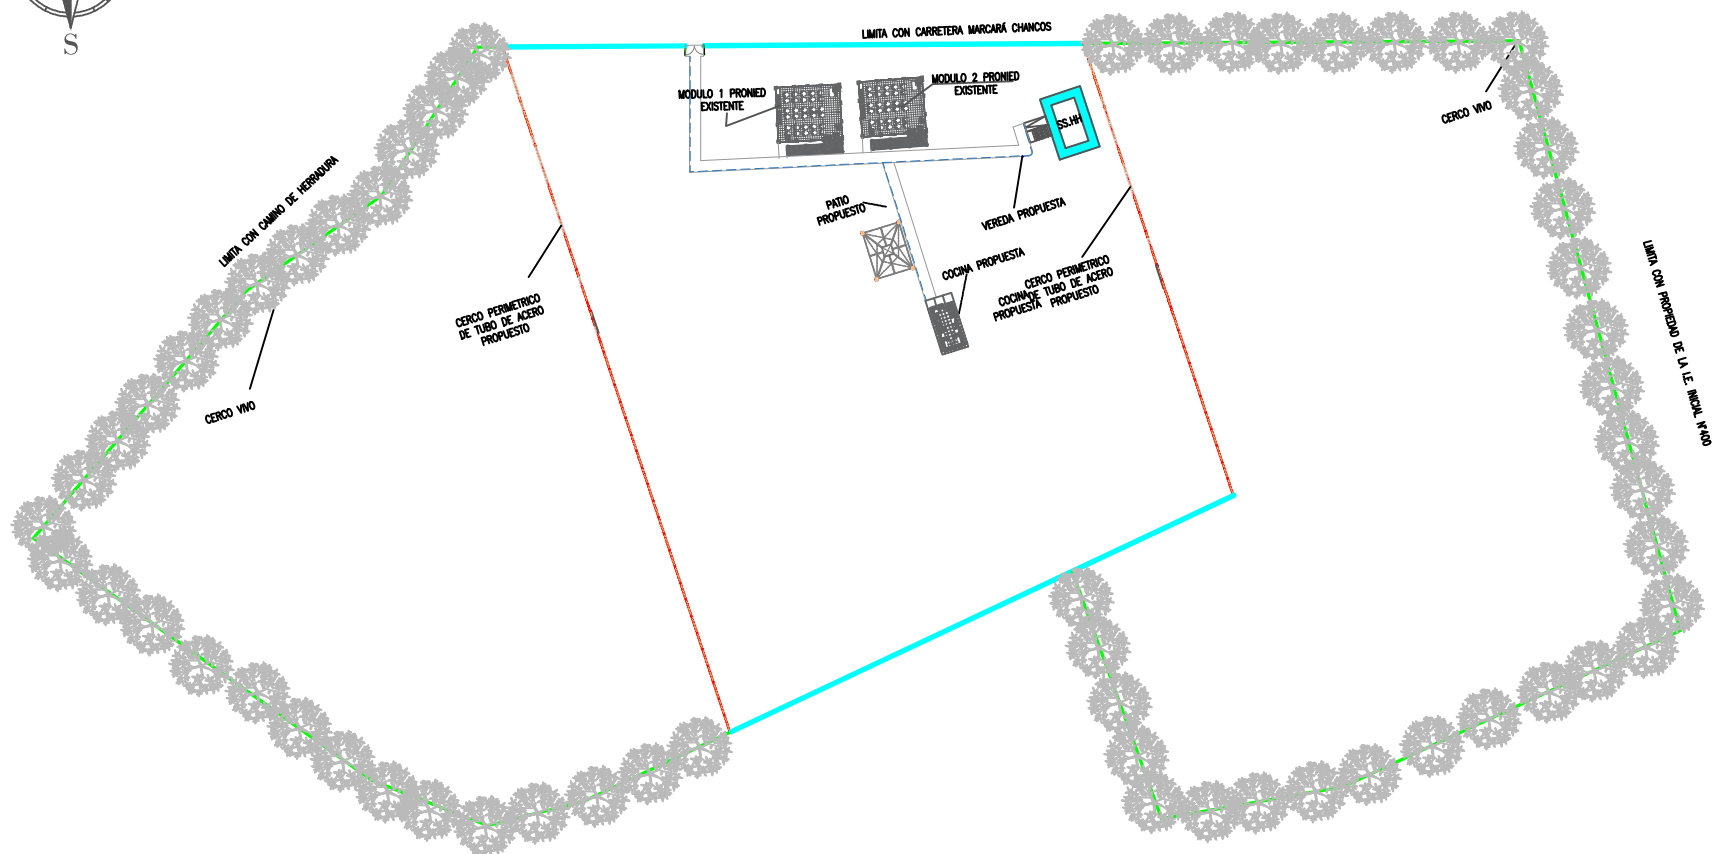 S
LIMITA CON CARRETERA MARCARÁ CHANCOS
MODULO 1 PRONIED
EXISTENTE
MODULO 2 PRONIED
EXISTENTE
SS.HH
CERCO VIVO
LIMITA CON CAMINO DE HERRADURA
PATIO
PROPUESTO
VEREDA PROPUESTA
COCINA PROPUESTA
CERCO PERIMETRICO
DE TUBO DE ACERO
PROPUESTO
COCINA
PROPUESTA
CERCO PERIMETRICO
DE TUBO DE ACERO
PROPUESTO
CERCO VIVO
LIMITA CON PROPIEDAD DE LA I.E. INICIAL N°400